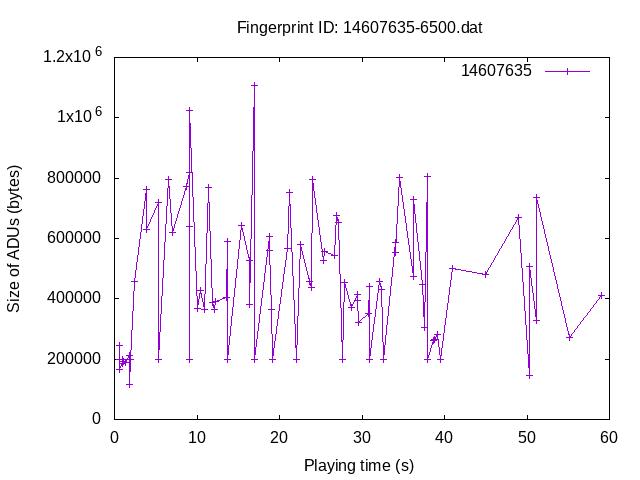 Fingerprint ID: 14607635-6500.dat
1.2x10^6
14607635
1x10^6
800000
600000
400000
200000
0
Size of ADUs (bytes)
0 10 20 30 40 50 60
Playing time (s)